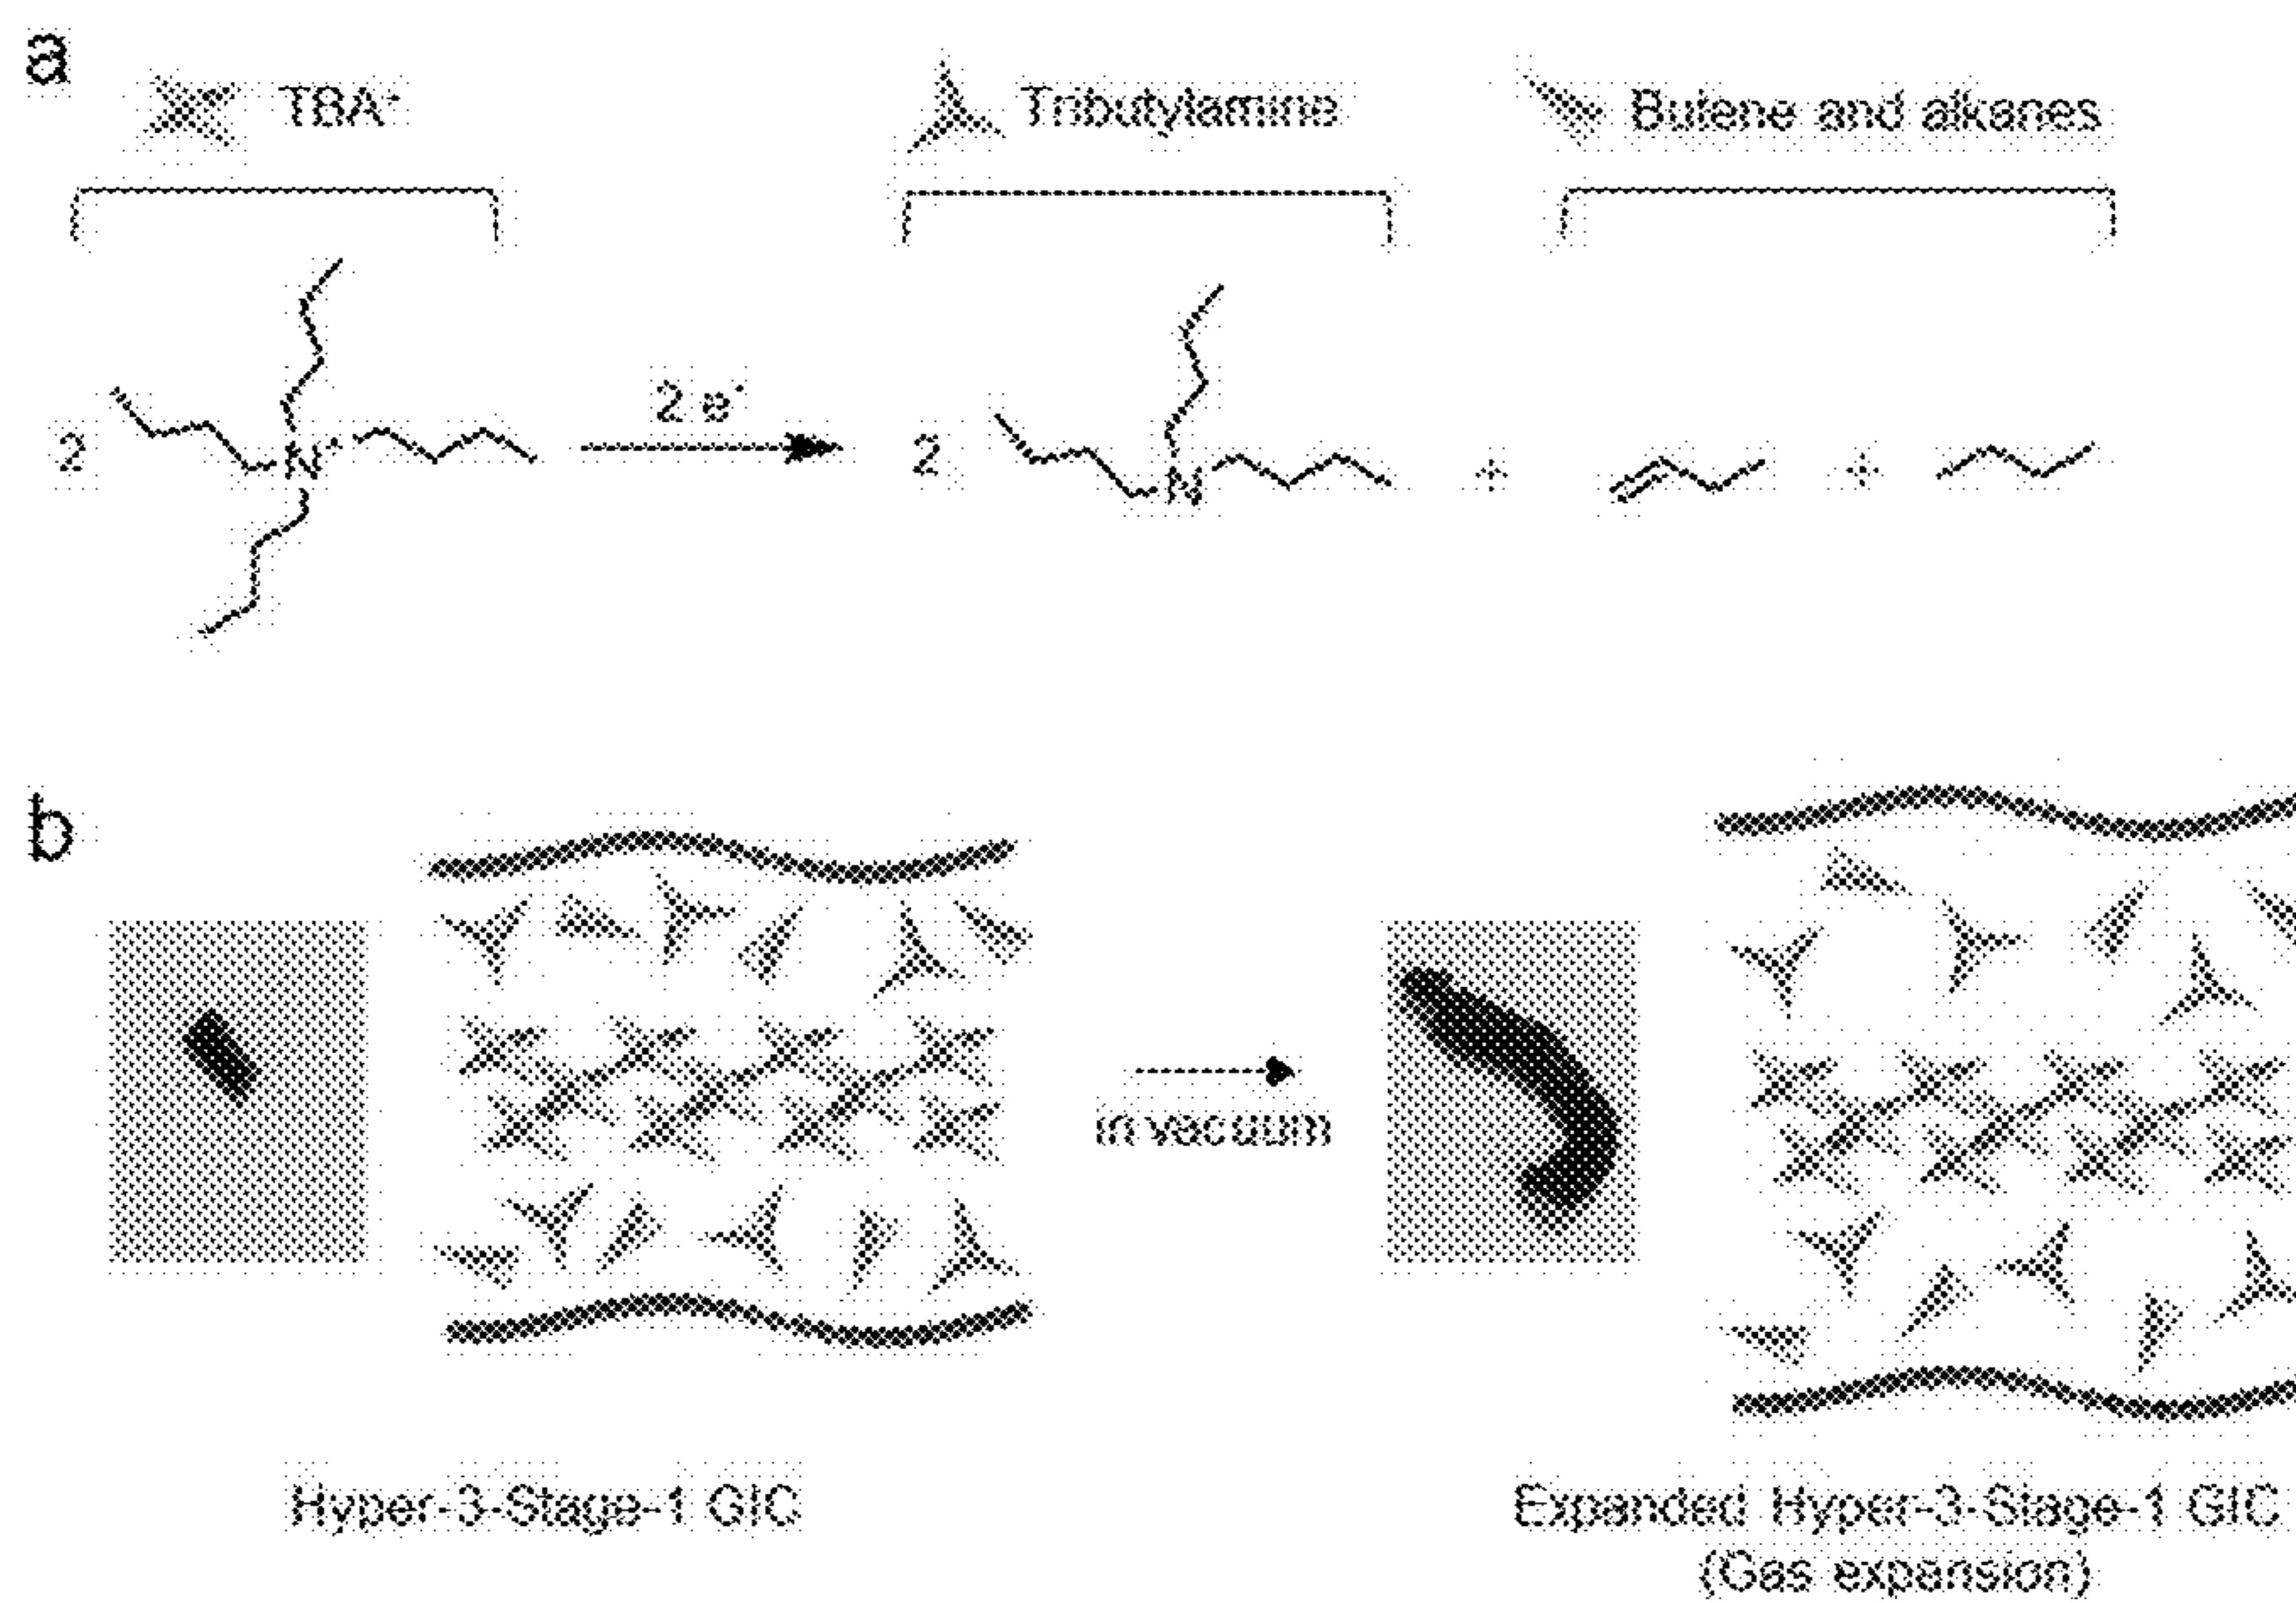 a
TBA+
Tributylamine
Butene and alkanes
2
N+
2 e-
2
N
+
+
b
in vacuum
Hyper-3-Stage-1 GIC
Expanded Hyper-3-Stage-1 GIC
(Gas expansion)